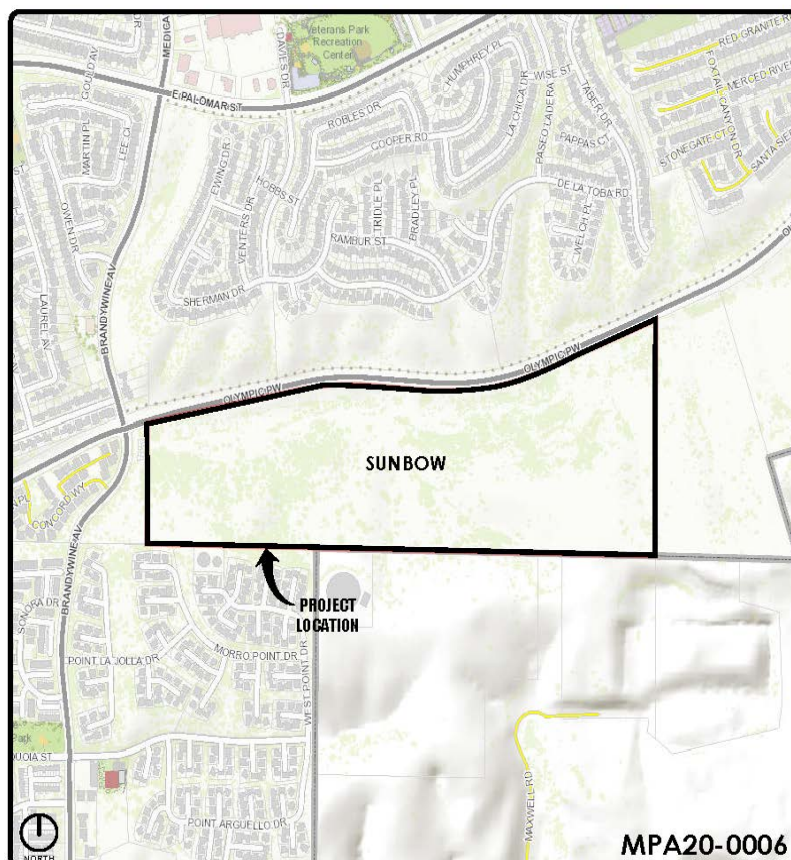 Veterans Park
Recreation
Center
RED GRANITE R
MERCED RIVER
FOXTAIL CANYON DR
STONEGATE CT
SANTA SIE
GOULD AV
MEDICA
DAVIES DR
E PALOMAR ST
HUMPHREY PL
WISE ST
LA CHICA DR
TABER DR
PASEO LADERA
PAPPAS CT
ROBLES DR
COOPER RD
MARTIN PL
LEE CI
EWING DR
HOBBS ST
VENTERS DR
TRIDLE PL
BRADLEY PL
DE LA TOBA RD
WELCH PL
OWEN DR
RAMBUR ST
SHERMAN DR
LAUREL AV
BRANDYWINE AV
OLYMPIC PW
OLYMPIC PW
SUNBOW
CONCORD WY
BRANDYWINE AV
PROJECT
LOCATION
SONORA DR
POINT LA JOLLA DR
MORRO POINT DR
WEST POINT DR
Park
QUOIA ST
POINT ARGUELLO DR
MAXWELL RD
NORTH
MPA20-0006